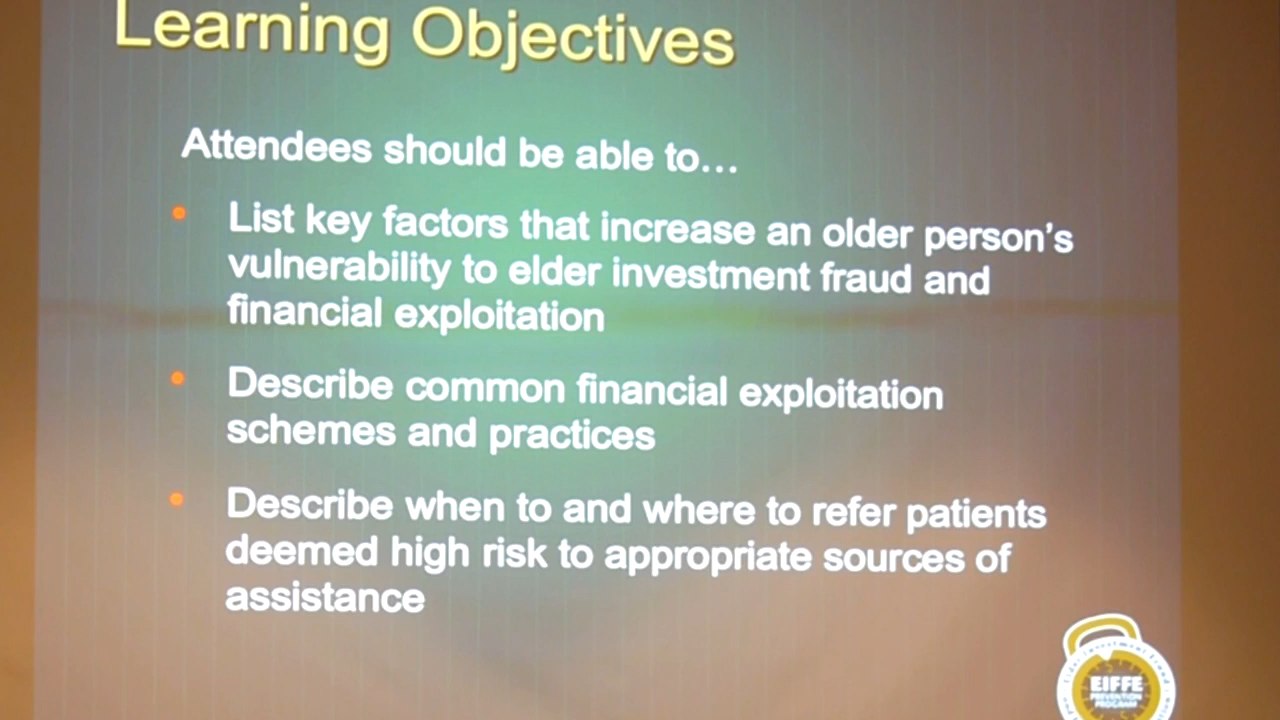 Learning Objectives
Attendees should be able to...
List key factors that increase an older person's
vulnerability to elder investment fraud and
financial exploitation
Describe common financial exploitation
schemes and practices
Describe when to and where to refer patients
deemed high risk to appropriate sources of
assistance
EIFFE
PREVENTION
PROGRAM